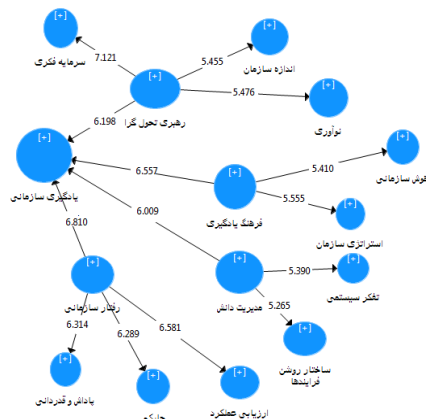 [+]
[+]
[+]
سرمایه فکری
7.121
5.455
اندازه سازمان
[+]
5.476
[+]
رهبری تحول گرا
نوآوری
6.198
[+]
[+]
5.410
6.557
[+]
هوش سازمانی
یادگیری سازمانی
5.555
[+]
6.009
فرهنگ یادگیری
استراتژی سازمان
6.810
[+]
[+]
[+]
5.390
تفکر سیستمی
رفتار سازمانی
مدیریت دانش
5.265
6.314
6.289
6.581
[+]
[+]
[+]
[+]
ساختار روشن
فرایندها
پاداش و قدردانی
ارزیابی عملکرد